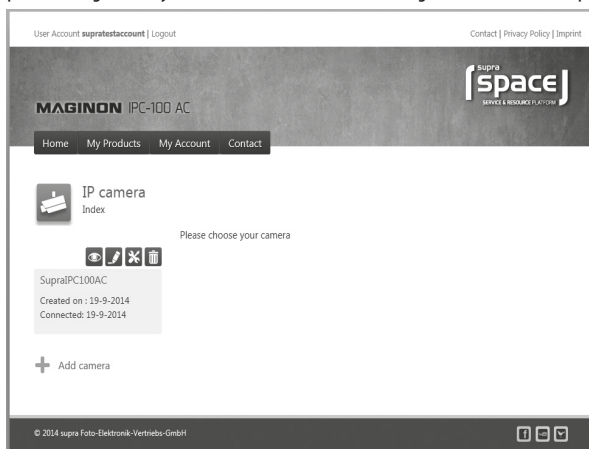 User Account supratestaccount | Logout
Contact | Privacy Policy | Imprint
supra
space
SERVICE & RESOURCE PLATFORM
MAGINON IPC-100 AC
Home My Products My Account Contact
IP camera
Index
Please choose your camera
SupraIPC100AC
Created on : 19-9-2014
Connected: 19-9-2014
Add camera
© 2014 supra Foto-Elektronik-Vertriebs-GmbH